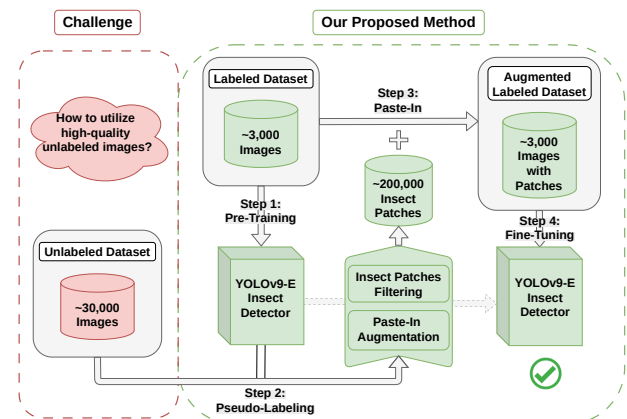 Challenge
Our Proposed Method
How to utilize
high-quality
unlabeled images?
Unlabeled Dataset
~30,000
Images
Labeled Dataset
~3,000
Images
Step 3:
Paste-In
Augmented
Labeled Dataset
~3,000
Images
with
Patches
~200,000
Insect
Patches
Step 1:
Pre-Training
Step 4:
Fine-Tuning
YOLOv9-E
Insect
Detector
Insect Patches
Filtering
Paste-In
Augmentation
YOLOv9-E
Insect
Detector
Step 2:
Pseudo-Labeling